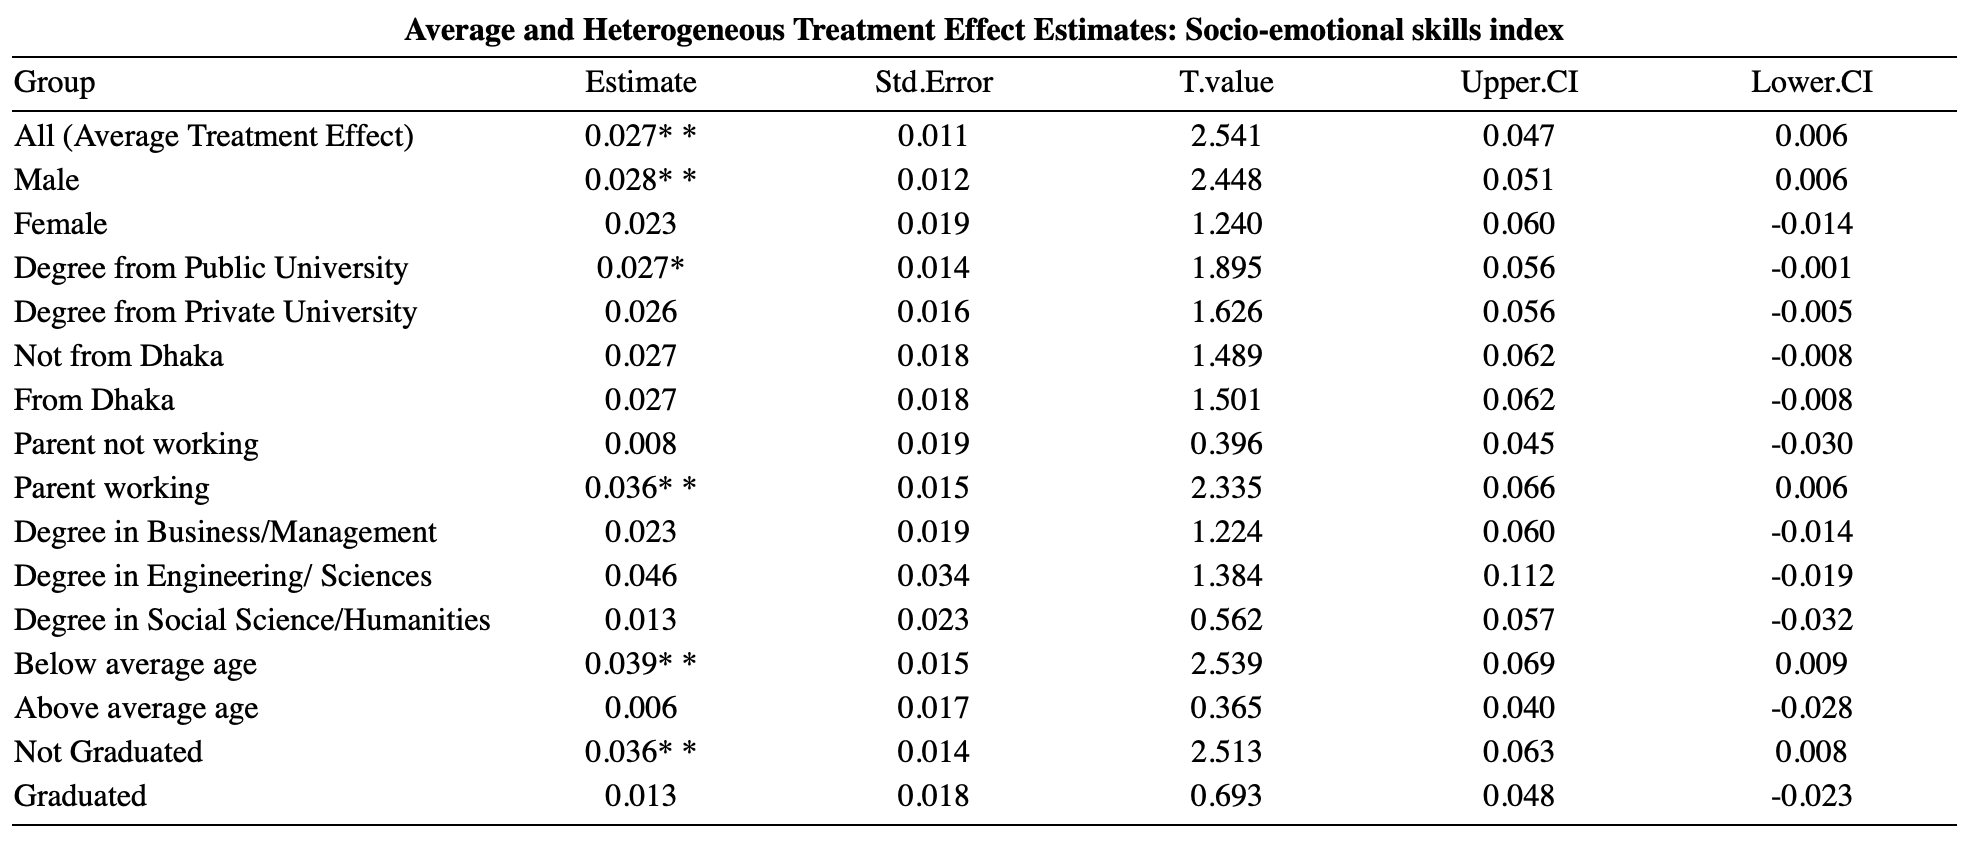 Average and Heterogeneous Treatment Effect Estimates: Socio-emotional skills index
Group Estimate Std.Error T.value Upper.CI Lower.CI
All (Average Treatment Effect) 0.027* * 0.011 2.541 0.047 0.006
Male 0.028* * 0.012 2.448 0.051 0.006
Female 0.023 0.019 1.240 0.060 -0.014
Degree from Public University 0.027* 0.014 1.895 0.056 -0.001
Degree from Private University 0.026 0.016 1.626 0.056 -0.005
Not from Dhaka 0.027 0.018 1.489 0.062 -0.008
From Dhaka 0.027 0.018 1.501 0.062 -0.008
Parent not working 0.008 0.019 0.396 0.045 -0.030
Parent working 0.036* * 0.015 2.335 0.066 0.006
Degree in Business/Management 0.023 0.019 1.224 0.060 -0.014
Degree in Engineering/ Sciences 0.046 0.034 1.384 0.112 -0.019
Degree in Social Science/Humanities 0.013 0.023 0.562 0.057 -0.032
Below average age 0.039* * 0.015 2.539 0.069 0.009
Above average age 0.006 0.017 0.365 0.040 -0.028
Not Graduated 0.036* * 0.014 2.513 0.063 0.008
Graduated 0.013 0.018 0.693 0.048 -0.023